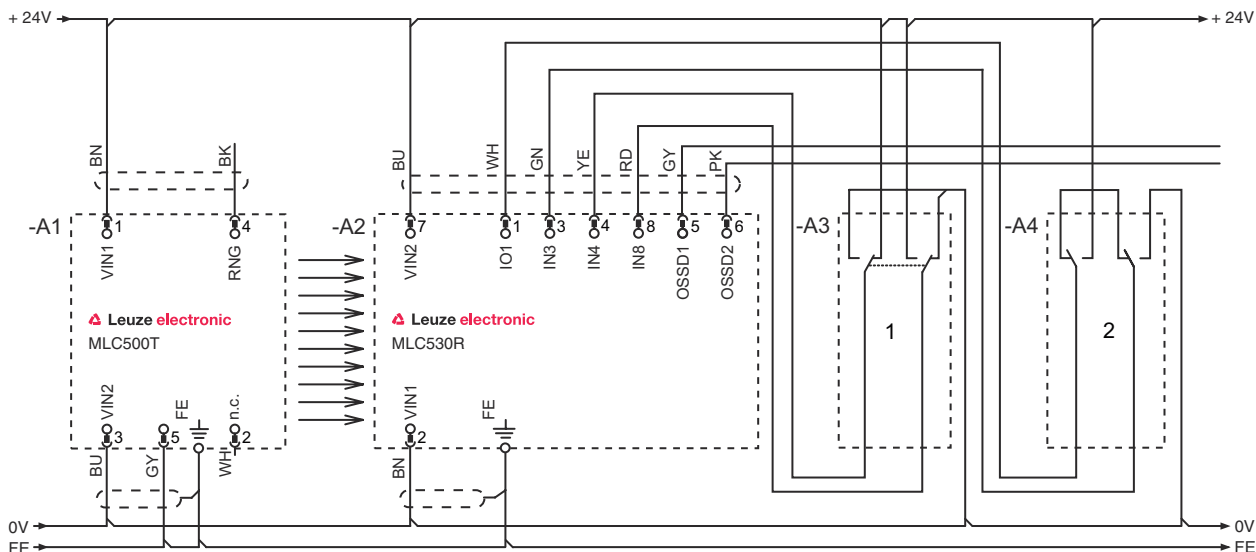 + 24V
+ 24V
BN
BK
BU
WH
GN
YE
RD
GY
PK
-A1
1
4
-A2
7
1
3
4
8
5
6
-A3
-A4
VIN1
RNG
VIN2
IO1
IN3
IN4
IN8
OSSD1
OSSD2
Leuze electronic
MLC500T
Leuze electronic
MLC530R
1
2
VIN2
FE
n.c.
VIN1
FE
3
5
2
2
BU
GY
WH
BN
0V
0V
FE
FE